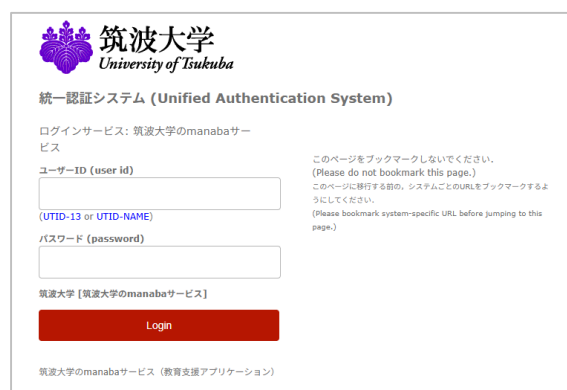 筑波大学
University of Tsukuba
統一認証システム (Unified Authentication System)
ログインサービス: 筑波大学のmanabaサー
ビス
ユーザーID (user id)
(UTID-13 or UTID-NAME)
パスワード (password)
筑波大学 [筑波大学のmanabaサービス]
Login
筑波大学のmanabaサービス（教育支援アプリケーション）
このページをブックマークしないでください．
(Please do not bookmark this page.)
このページに移行する前の，システムごとのURLをブックマークするよ
うにしてください．
(Please bookmark system-specific URL before jumping to this
page.)